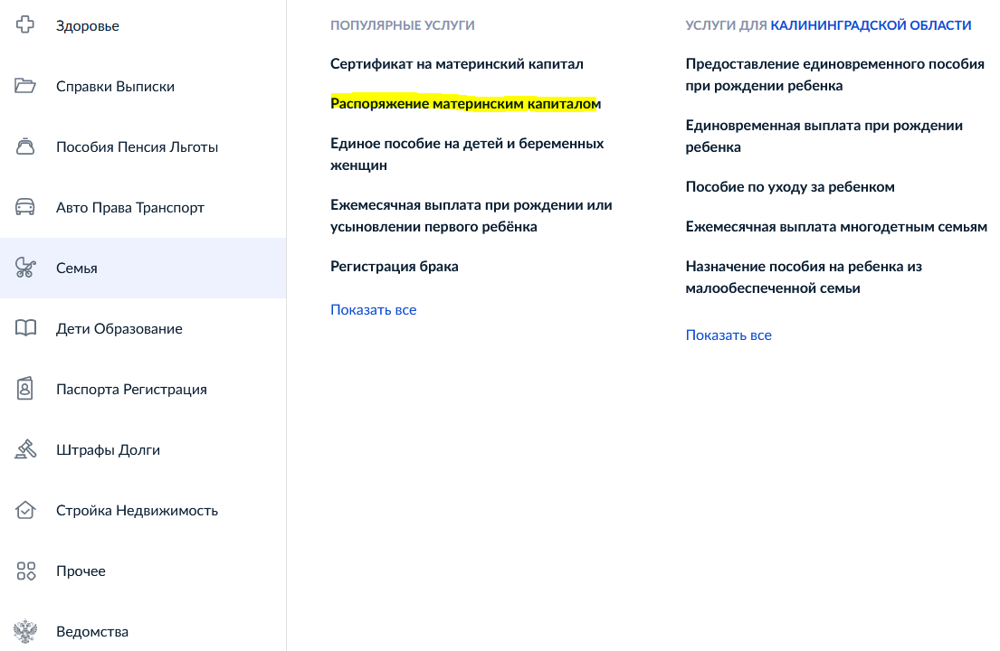 Здоровье
Справки Выписки
Пособия Пенсия Льготы
Авто Права Транспорт
Семья
Дети Образование
Паспорта Регистрация
Штрафы Долги
Стройка Недвижимость
Прочее
Ведомства
ПОПУЛЯРНЫЕ УСЛУГИ
Сертификат на материнский капитал
Распоряжение материнским капиталом
Единое пособие на детей и беременных
женщин
Ежемесячная выплата при рождении или
усыновлении первого ребёнка
Регистрация брака
Показать все
УСЛУГИ ДЛЯ КАЛИНИНГРАДСКОЙ ОБЛАСТИ
Предоставление единовременного пособия
при рождении ребенка
Единовременная выплата при рождении
ребенка
Пособие по уходу за ребенком
Ежемесячная выплата многодетным семьям
Назначение пособия на ребенка из
малообеспеченной семьи
Показать все